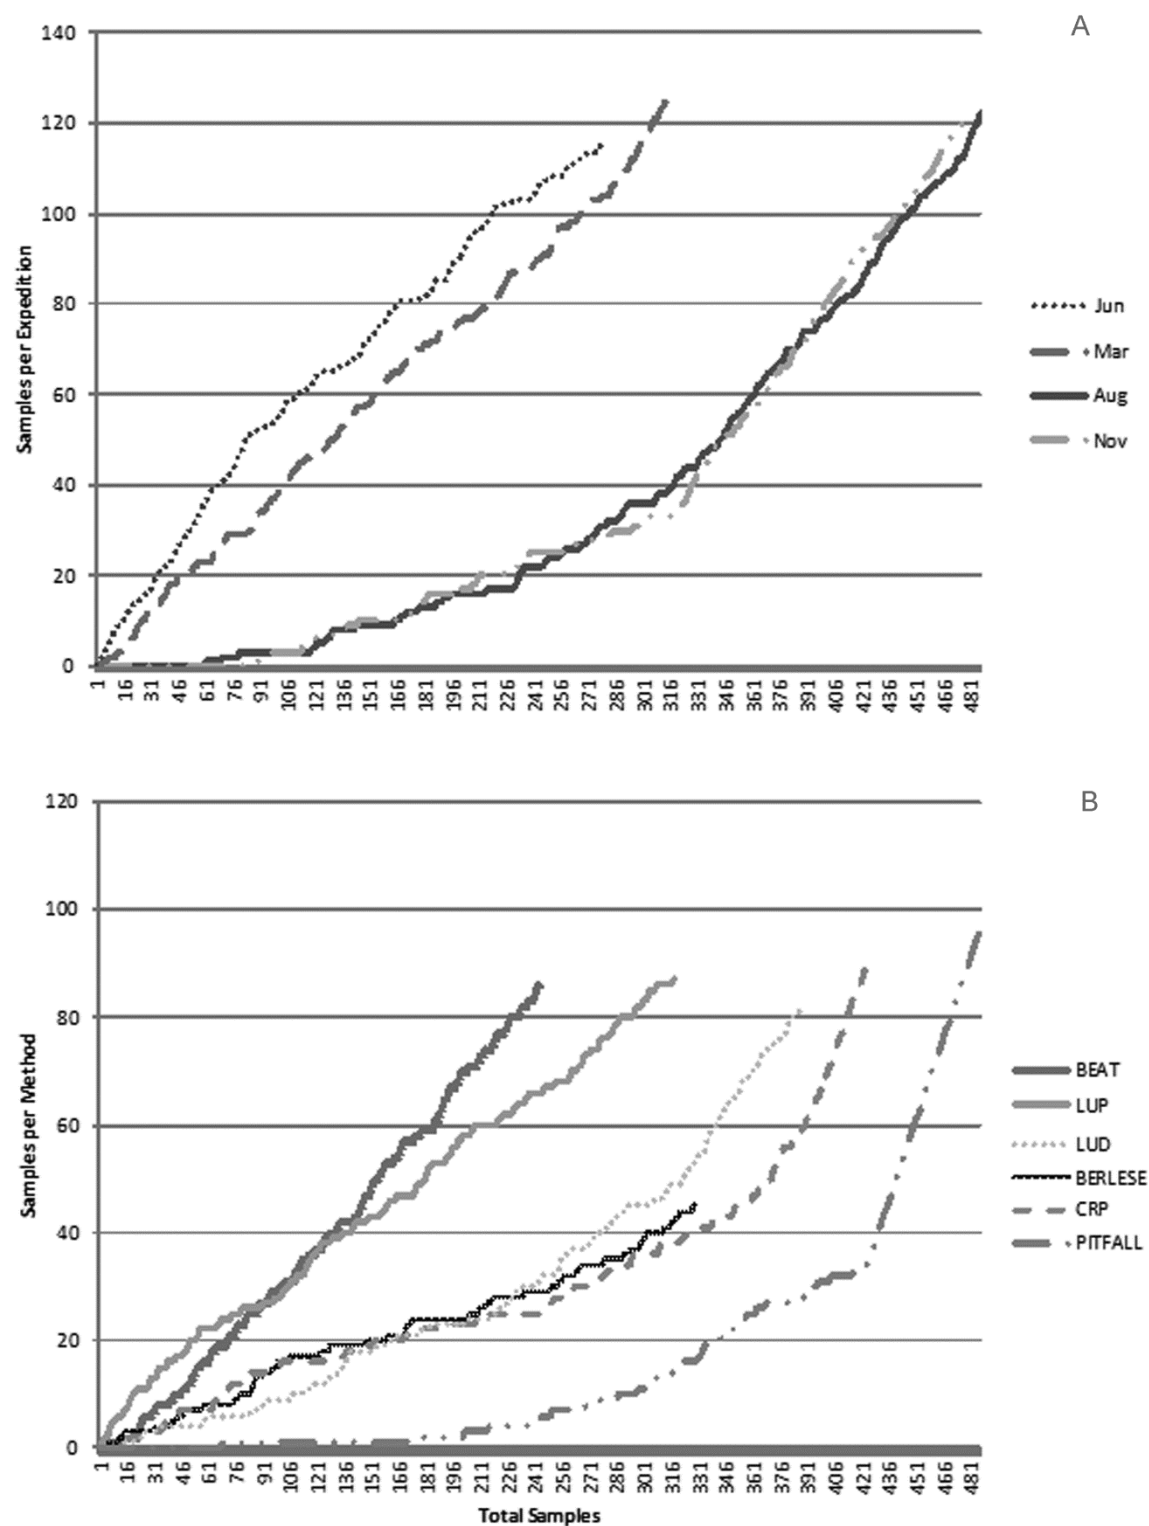 A
140
120
100
80
60
40
20
0
Samples per Expedition
Jun
Mar
Aug
Nov
1 16 31 46 61 76 91 106 121 136 151 166 181 196 211 226 241 256 271 286 301 316 331 346 361 376 391 406 421 436 451 466 481
B
120
100
80
60
40
20
0
Samples per Method
BEAT
LUP
LUD
BERLESE
CRP
PITFALL
1 16 31 46 61 76 91 106 121 136 151 166 181 196 211 226 241 256 271 286 301 316 331 346 361 376 391 406 421 436 451 466 481
Total Samples